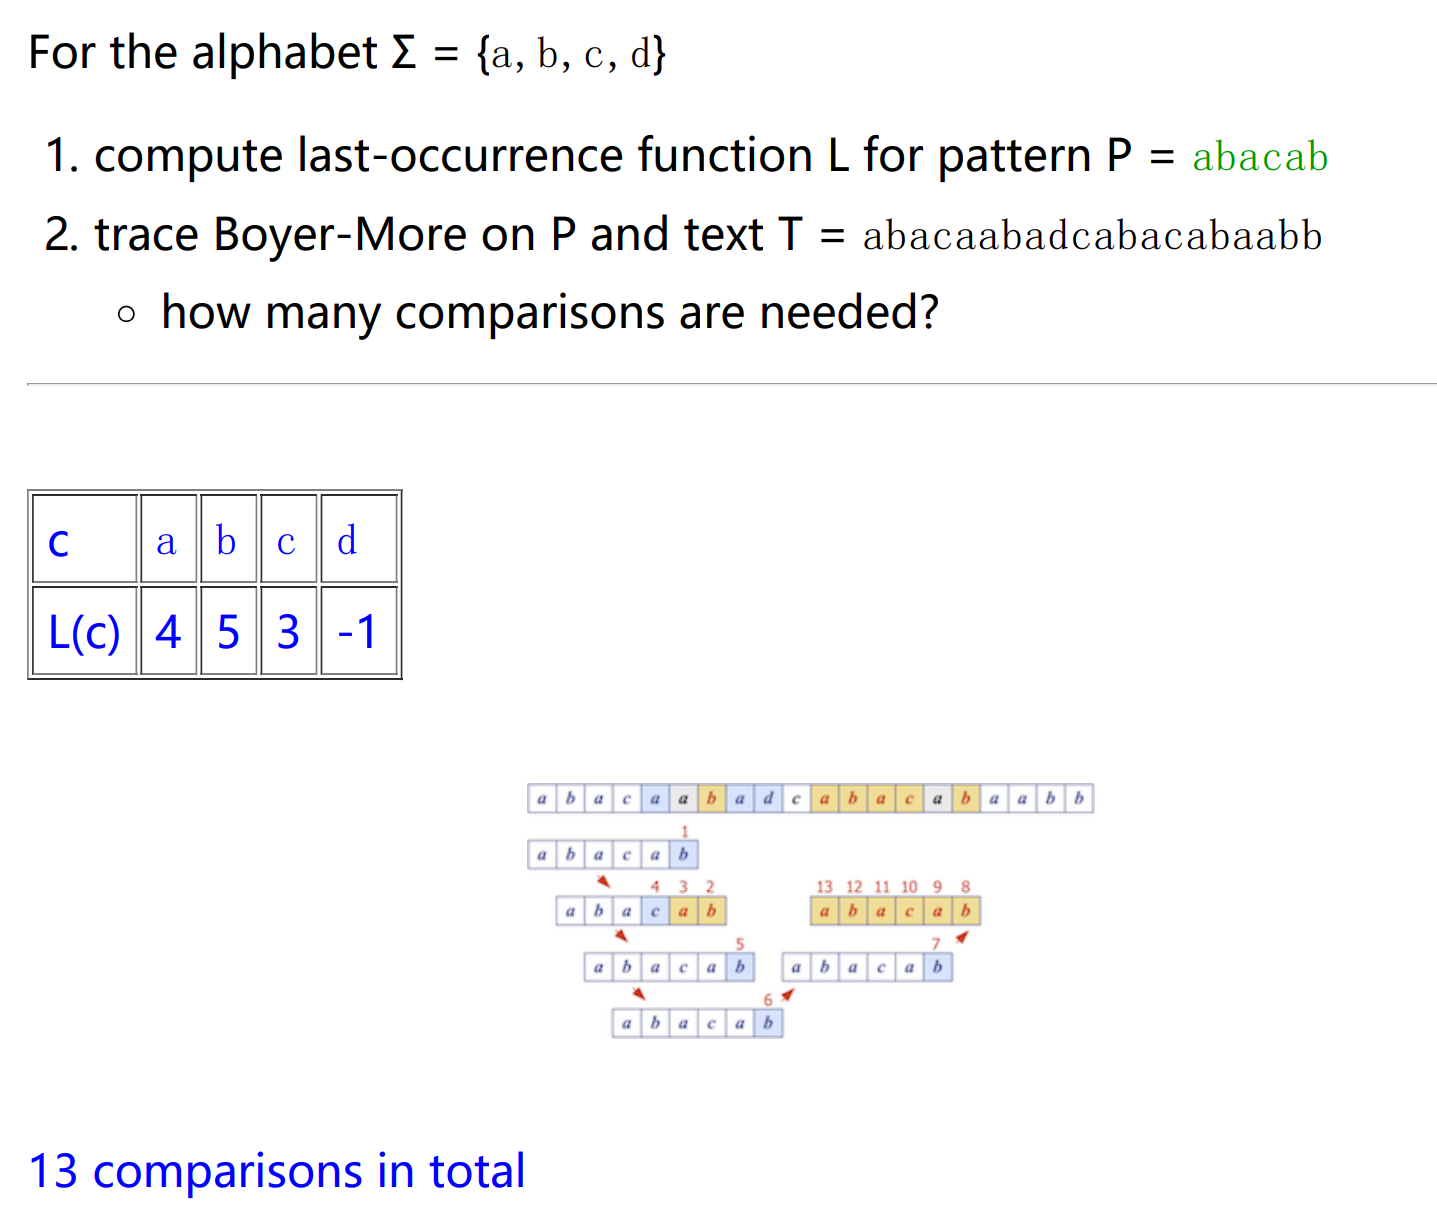 For the alphabet Σ = {a, b, c, d}
1. compute last-occurrence function L for pattern P = abacab
2. trace Boyer-More on P and text T = abacaabadcabacabaabb
○ how many comparisons are needed?
c a b c d
L(c) 4 5 3 -1
a b a c a a b a d c a b a c a b a a b b
1
a b a c a b
4 3 2 13 12 11 10 9 8
a b a c a b a b a c a b
5 7
a b a c a b a b a c a b
6
a b a c a b
13 comparisons in total